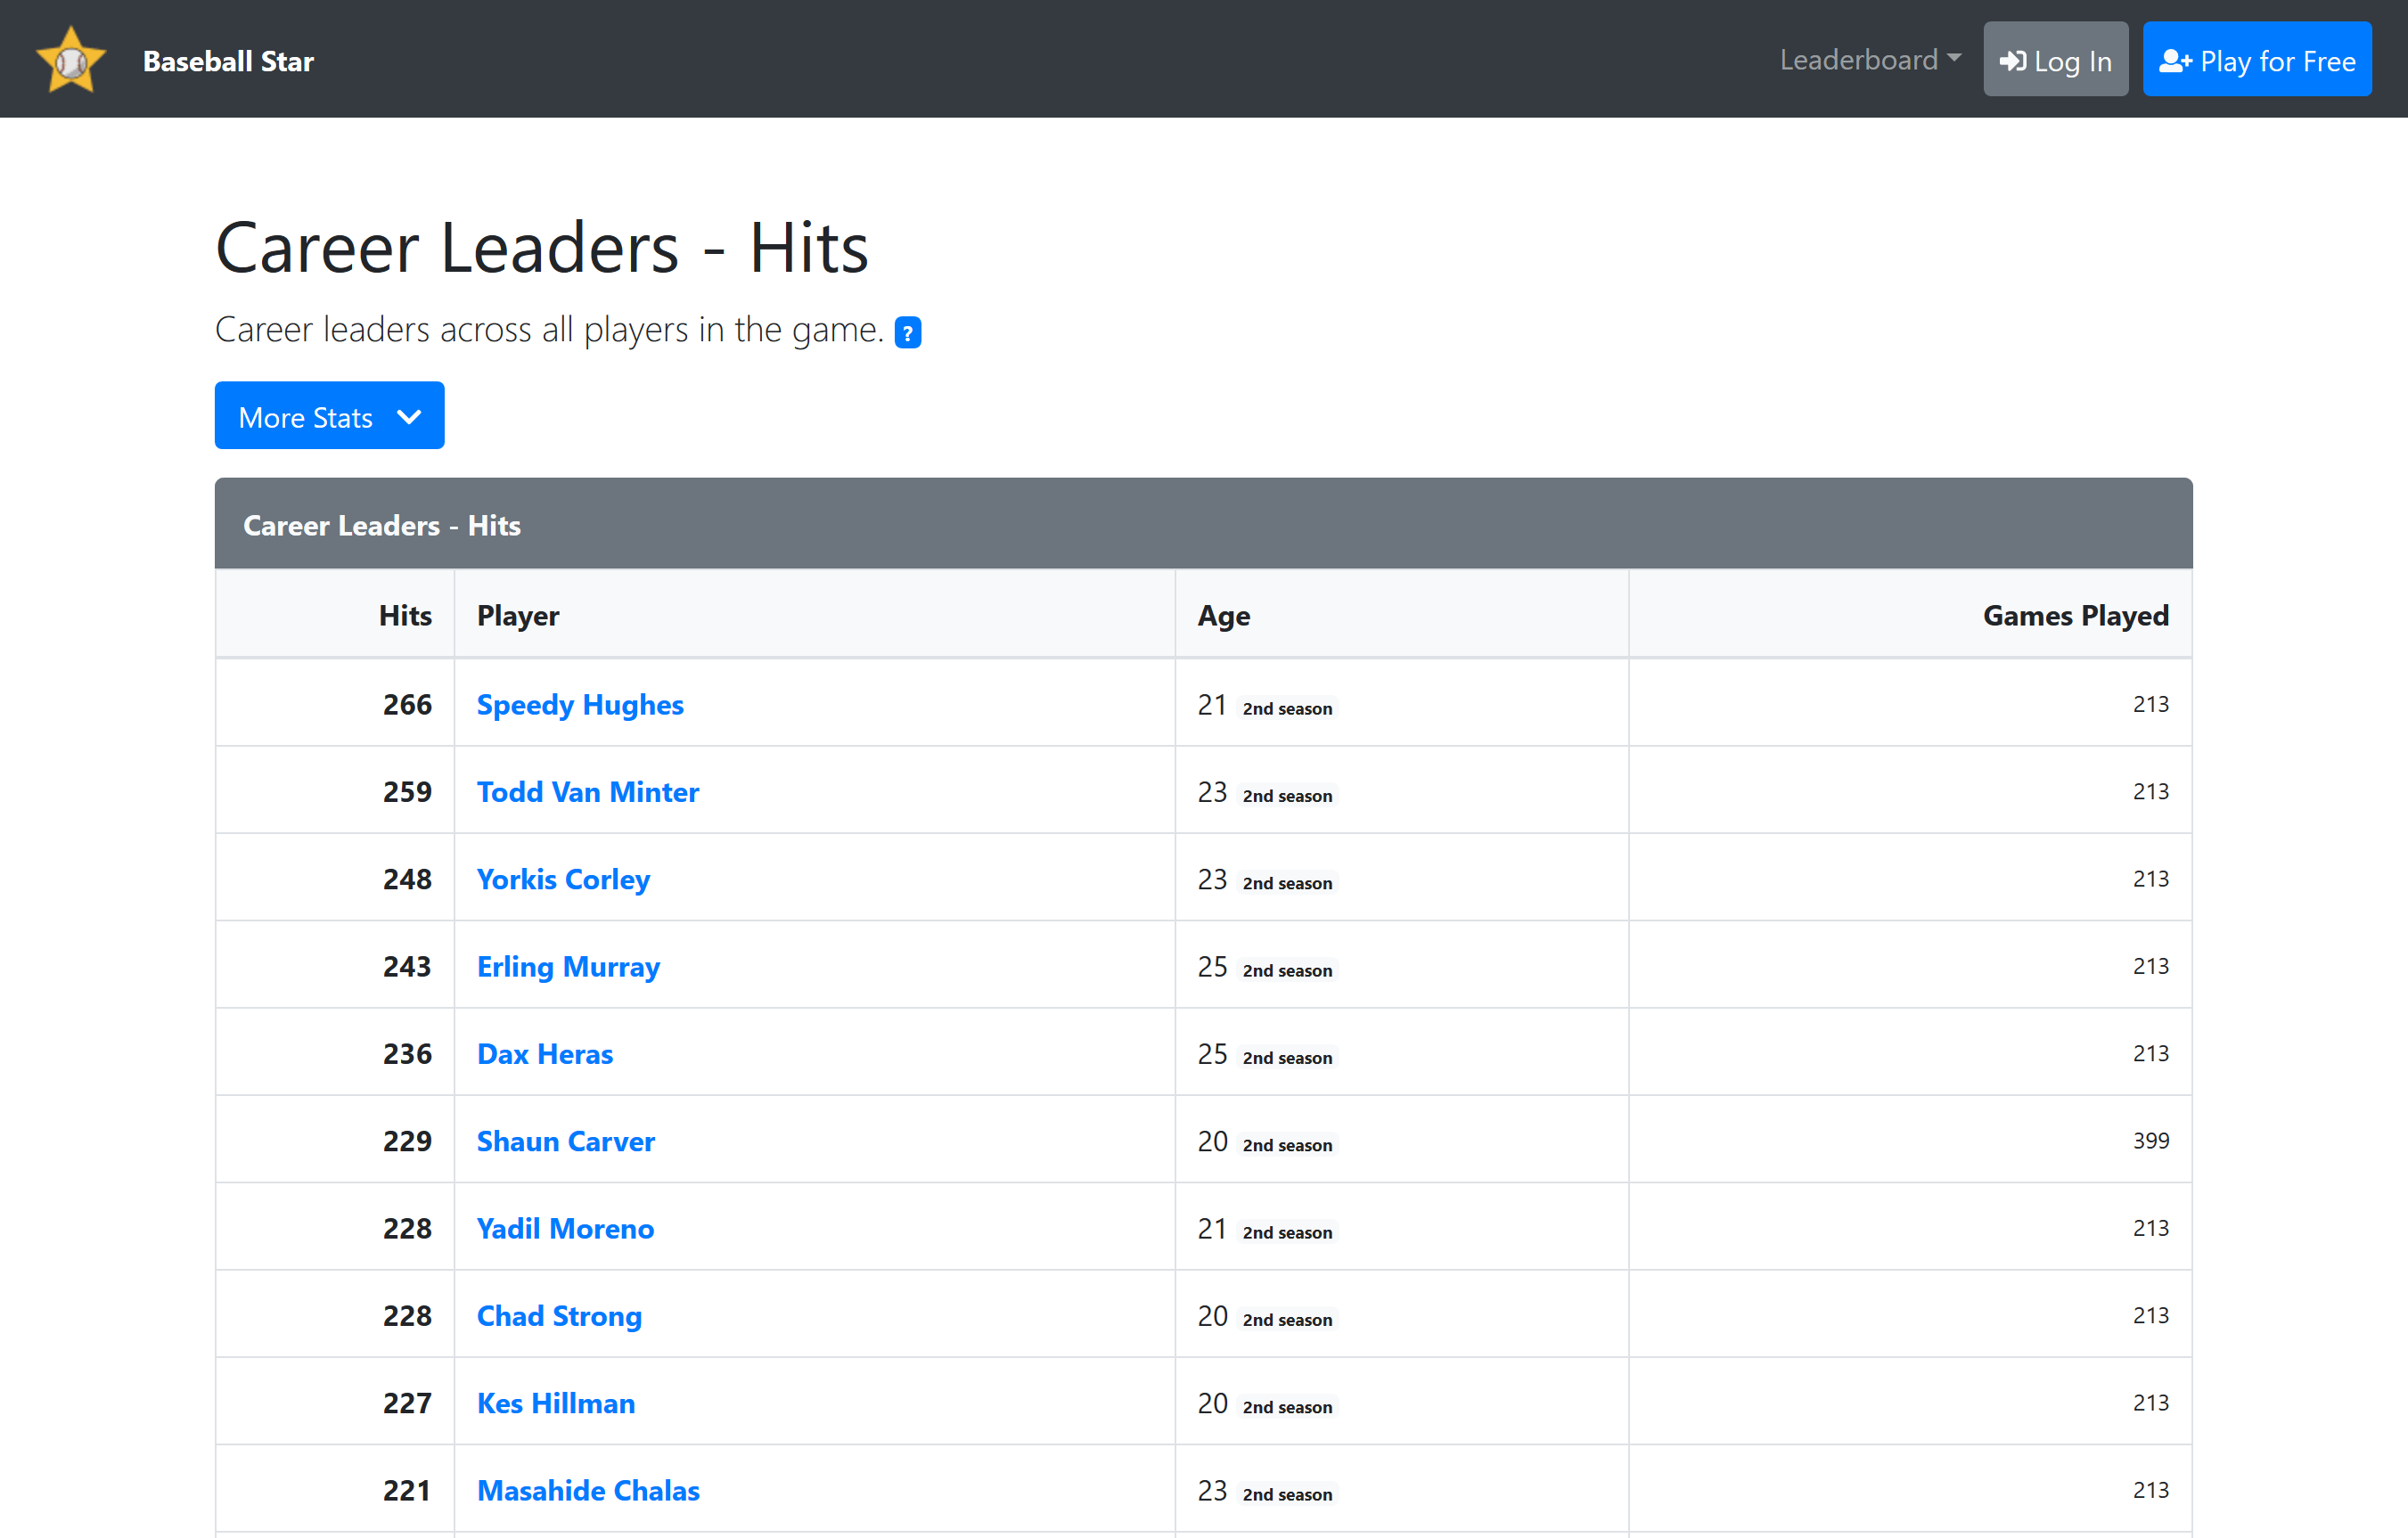 Baseball Star
Leaderboard
Log In
Play for Free
Career Leaders - Hits
Career leaders across all players in the game. ?
More Stats
Career Leaders - Hits
Hits Player Age Games Played
266 Speedy Hughes 21 2nd season 213
259 Todd Van Minter 23 2nd season 213
248 Yorkis Corley 23 2nd season 213
243 Erling Murray 25 2nd season 213
236 Dax Heras 25 2nd season 213
229 Shaun Carver 20 2nd season 399
228 Yadil Moreno 21 2nd season 213
228 Chad Strong 20 2nd season 213
227 Kes Hillman 20 2nd season 213
221 Masahide Chalas 23 2nd season 213